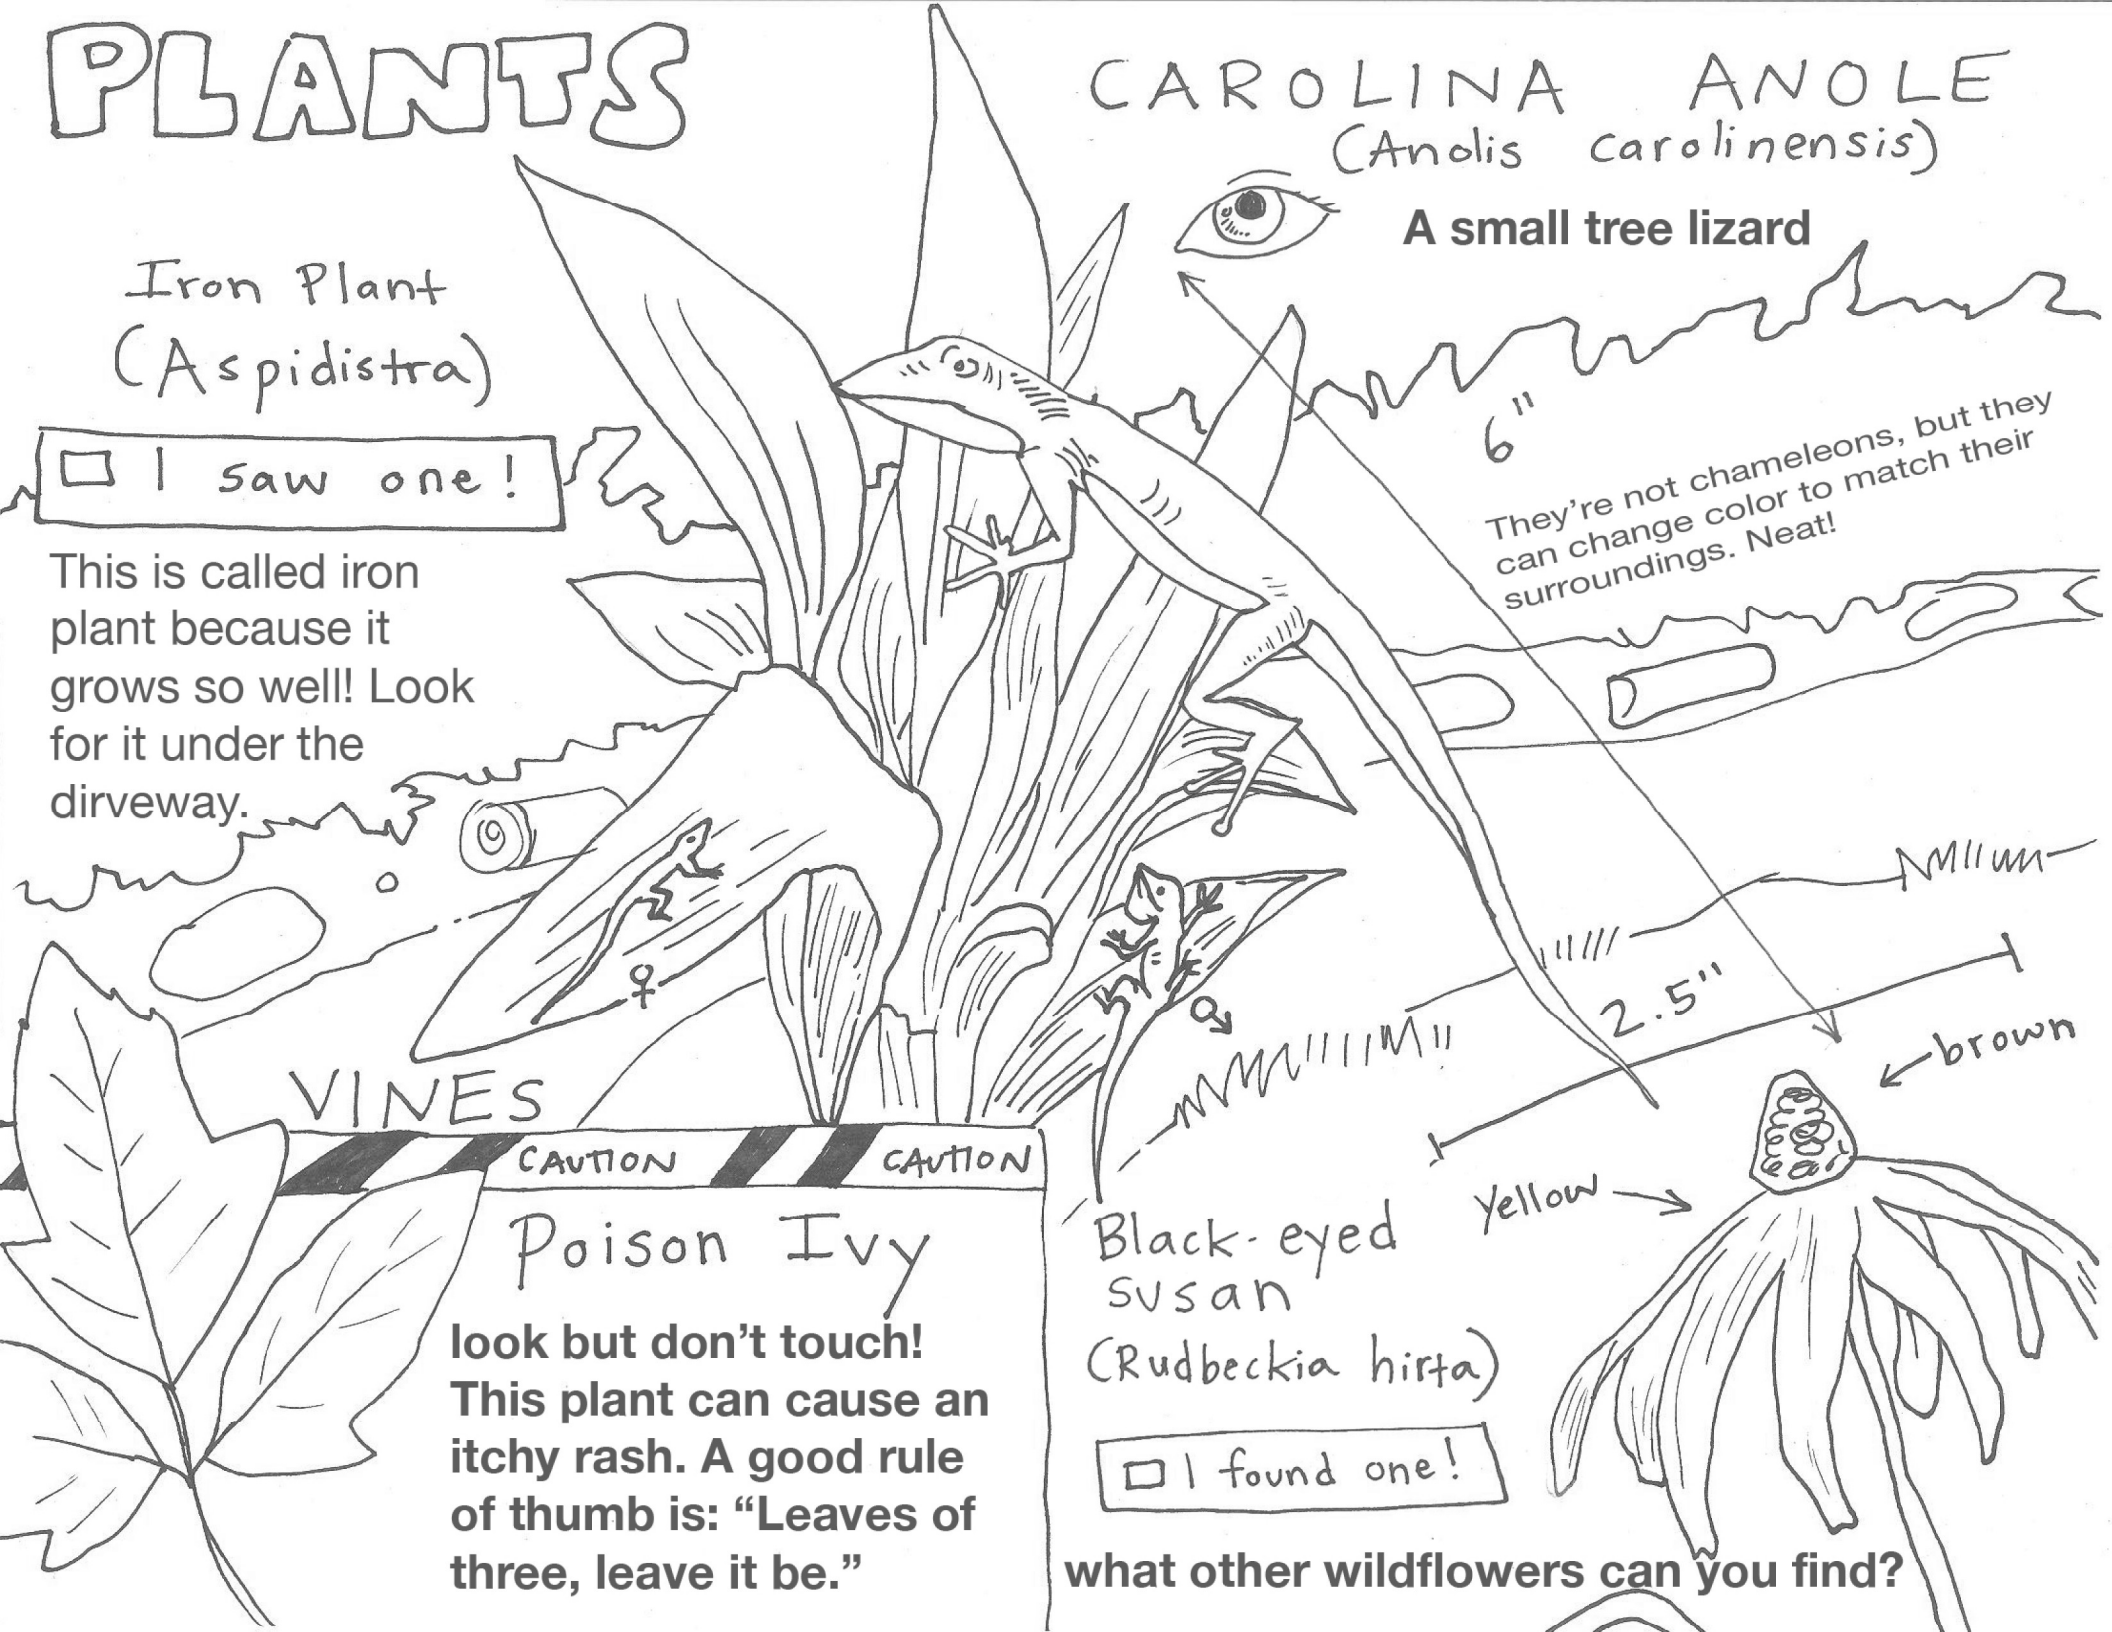 PLANTS
CAROLINA ANOLE
(Anolis carolinensis)
A small tree lizard
6"
They're not chameleons, but they
can change color to match their
surroundings. Neat!
Iron Plant
(Aspidistra)
I saw one!
This is called iron
plant because it
grows so well! Look
for it under the
dirveway.
♀
♂
2.5"
brown
yellow
VINES
CAUTION CAUTION
Poison Ivy
look but don't touch!
This plant can cause an
itchy rash. A good rule
of thumb is: “Leaves of
three, leave it be.”
Black-eyed
susan
(Rudbeckia hirta)
I found one!
what other wildflowers can you find?